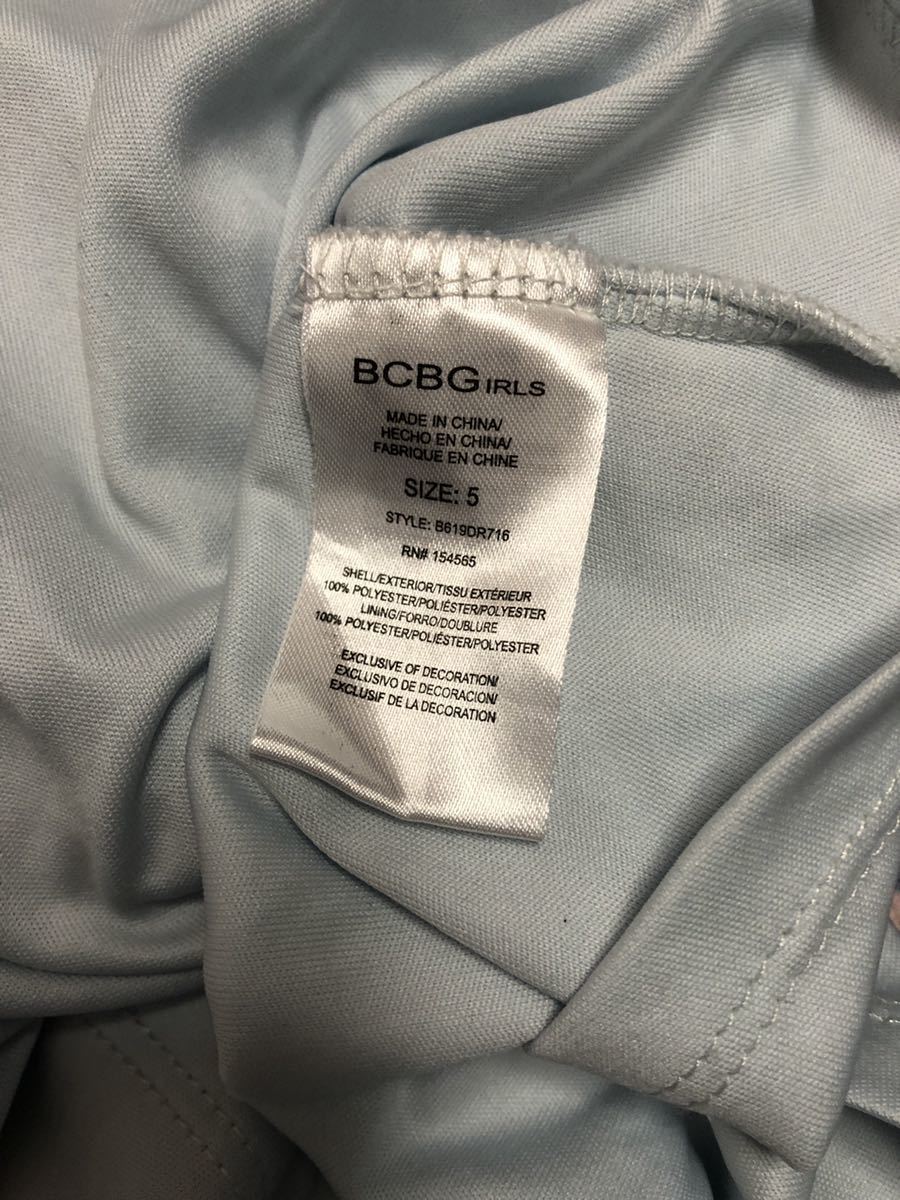 BCBGIRLS
MADE IN CHINA/
HECHO EN CHINA/
FABRIQUE EN CHINE
SIZE: 5
STYLE: B619DR716
RN# 154565
SHELL/EXTERIOR/TISSU EXTÉRIEUR
100% POLYESTER/POLIÉSTER/POLYESTER
LINING/FORRO/DOUBLURE
100% POLYESTER/POLIÉSTER/POLYESTER
EXCLUSIVE OF DECORATION/
EXCLUSIVO DE DECORACION/
EXCLUSIF DE LA DECORATION